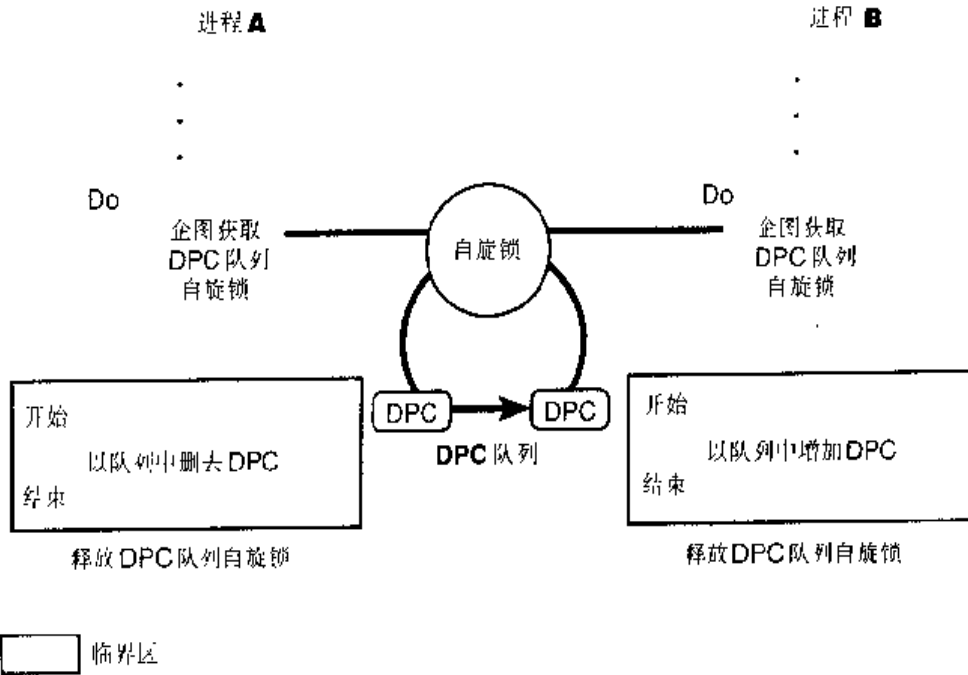 进程A
进程 B
Do
企图获取
DPC队列
自旋锁
自旋锁
Do
企图获取
DPC队列
自旋锁
开始
以队列中删去DPC
结束
释放DPC队列自旋锁
DPC
DPC
DPC队列
开始
以队列中增加DPC
结束
释放DPC队列自旋锁
临界区